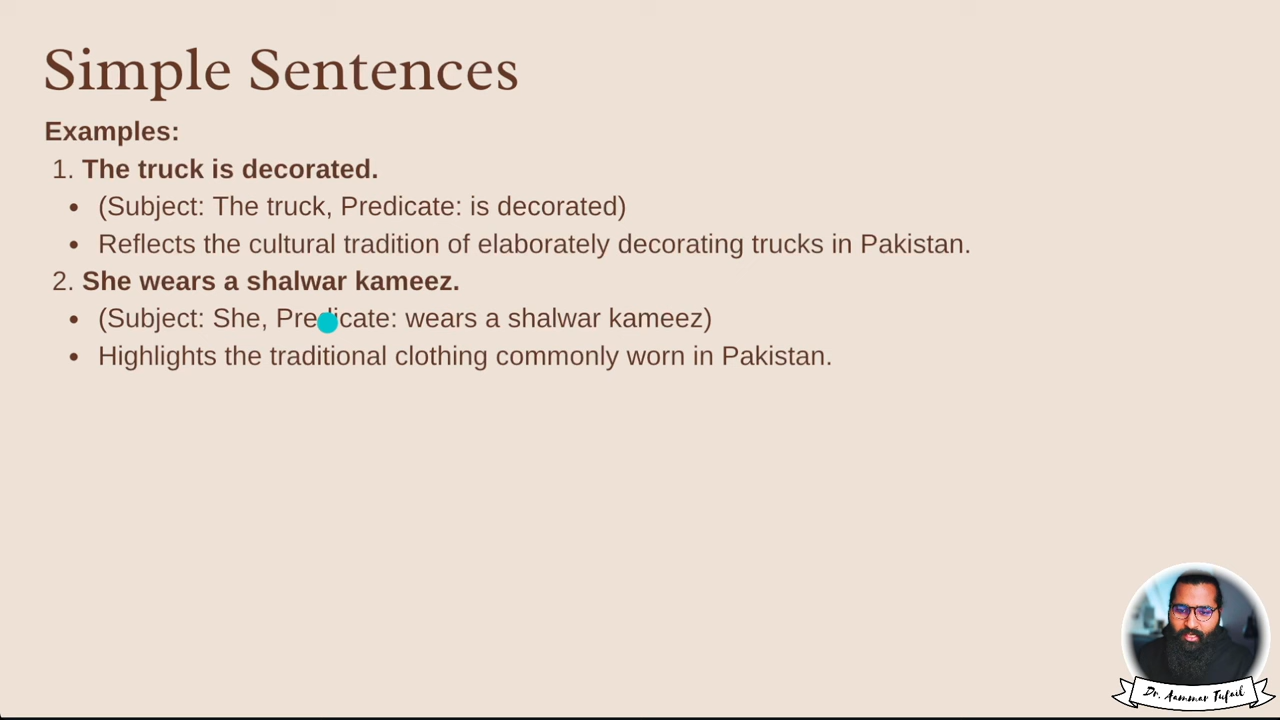 Simple Sentences
Examples:
1. The truck is decorated.
• (Subject: The truck, Predicate: is decorated)
• Reflects the cultural tradition of elaborately decorating trucks in Pakistan.
2. She wears a shalwar kameez.
• (Subject: She, Predicate: wears a shalwar kameez)
• Highlights the traditional clothing commonly worn in Pakistan.
Dr. Aammar Tufail